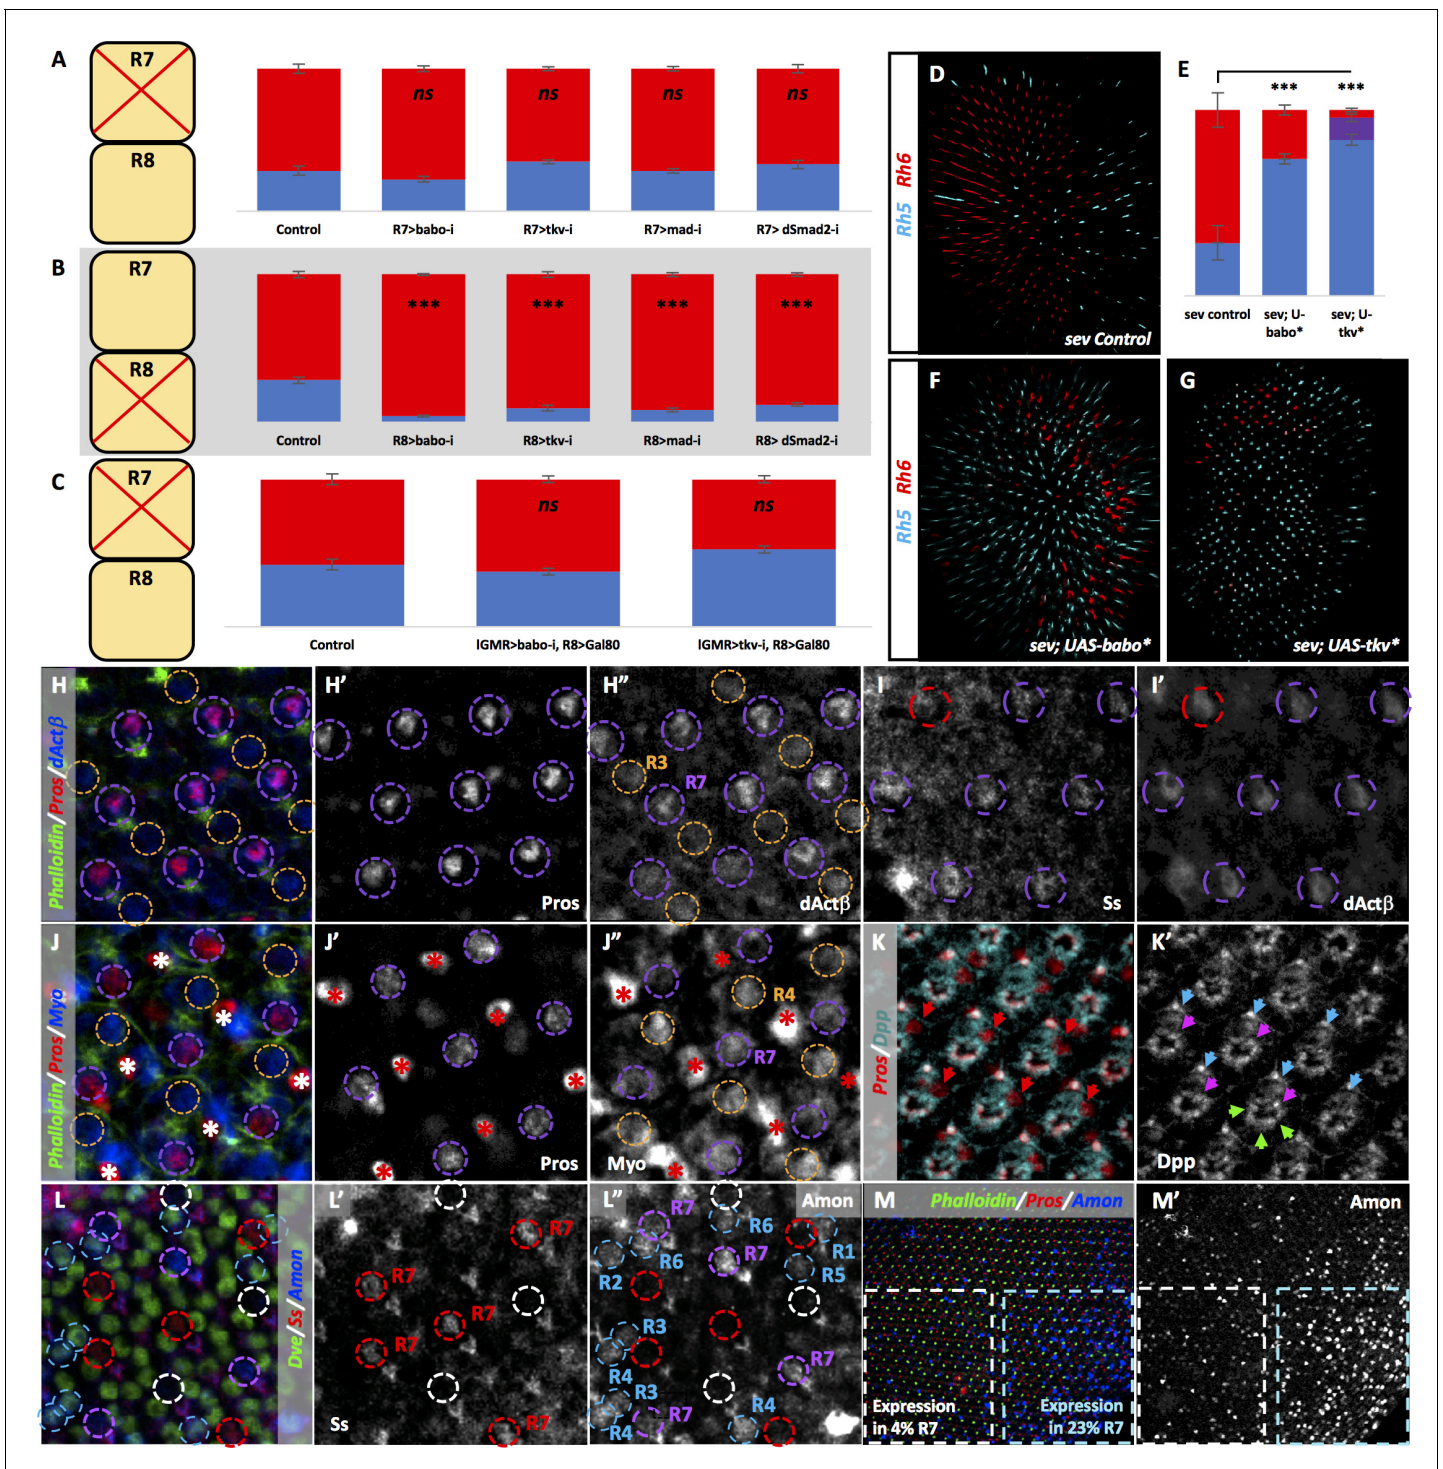 A
R7
R8
ns
ns
ns
ns
Control
R7>babo-i
R7>tkv-i
R7>mad-i
R7> dSmad2-i
B
R7
R8
***
***
***
***
Control
R8>babo-i
R8>tkv-i
R8>mad-i
R8> dSmad2-i
C
R7
R8
ns
ns
Control
lGMR>babo-i, R8>Gal80
lGMR>tkv-i, R8>Gal80
D
Rh5 Rh6
sev Control
E
***
***
sev control
sev; U-
babo*
sev; U-
tkv*
F
Rh5 Rh6
sev; UAS-babo*
G
sev; UAS-tkv*
H
Phalloidin/Pros/dActβ
H’
Pros
H”
R3
R7
dActβ
I
Ss
I’
dActβ
J
Phalloidin/Pros/Myo
J’
Pros
J”
R4
R7
Myo
K
Pros/Dpp
K’
Dpp
L
Dve/Ss/Amon
L’
R7
R7
R7
R7
R7
Ss
L”
Amon
R7
R6
R1
R6
R7
R5
R2
R3
R4
R7
R3
R7
R4
R4
M
Phalloidin/Pros/Amon
Expression
in 4% R7
Expression
in 23% R7
M’
Amon